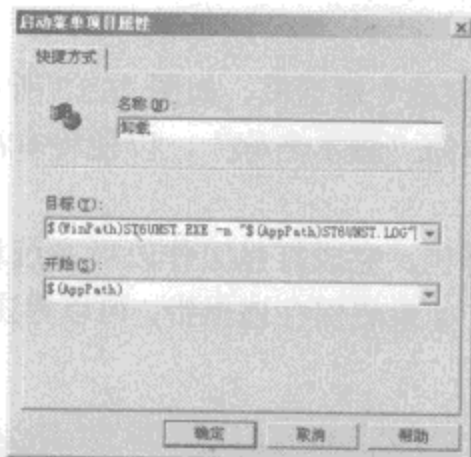 启动菜单项目属性
快捷方式
名称(N):
卸载
目标(T):
$(WinPath)ST6UNST.EXE -n "$(AppPath)ST6UNST.LOG"
开始(S):
$(AppPath)
确定
取消
帮助